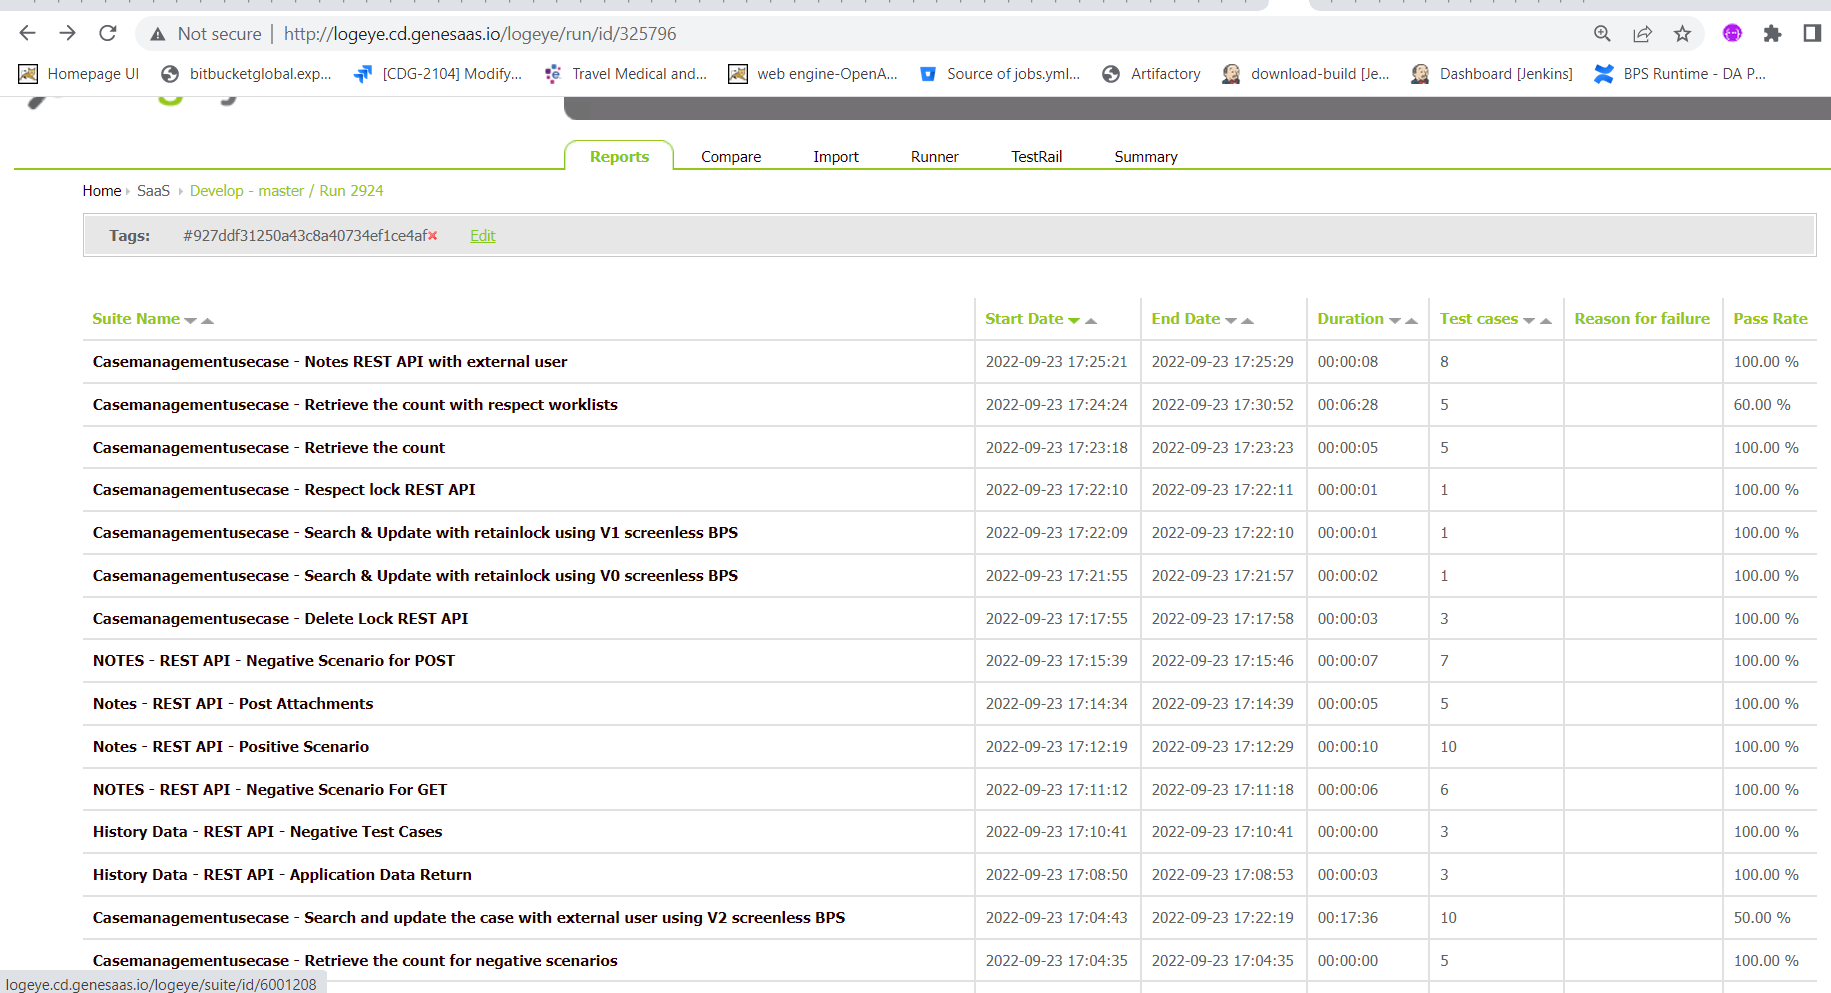 Not secure | http://logeye.cd.genesaas.io/logeye/run/id/325796
Homepage UI bitbucketglobal.exp... [CDG-2104] Modify... Travel Medical and... web engine-OpenA... Source of jobs.yml... Artifactory download-build [Je... Dashboard [Jenkins] BPS Runtime - DA P...
Reports Compare Import Runner TestRail Summary
Home SaaS Develop - master / Run 2924
Tags: #927ddf31250a43c8a40734ef1ce4af Edit
Suite Name Start Date End Date Duration Test cases Reason for failure Pass Rate
Casemanagementusecase - Notes REST API with external user 2022-09-23 17:25:21 2022-09-23 17:25:29 00:00:08 8 100.00 %
Casemanagementusecase - Retrieve the count with respect worklists 2022-09-23 17:24:24 2022-09-23 17:30:52 00:06:28 5 60.00 %
Casemanagementusecase - Retrieve the count 2022-09-23 17:23:18 2022-09-23 17:23:23 00:00:05 5 100.00 %
Casemanagementusecase - Respect lock REST API 2022-09-23 17:22:10 2022-09-23 17:22:11 00:00:01 1 100.00 %
Casemanagementusecase - Search & Update with retainlock using V1 screenless BPS 2022-09-23 17:22:09 2022-09-23 17:22:10 00:00:01 1 100.00 %
Casemanagementusecase - Search & Update with retainlock using V0 screenless BPS 2022-09-23 17:21:55 2022-09-23 17:21:57 00:00:02 1 100.00 %
Casemanagementusecase - Delete Lock REST API 2022-09-23 17:17:55 2022-09-23 17:17:58 00:00:03 3 100.00 %
NOTES - REST API - Negative Scenario for POST 2022-09-23 17:15:39 2022-09-23 17:15:46 00:00:07 7 100.00 %
Notes - REST API - Post Attachments 2022-09-23 17:14:34 2022-09-23 17:14:39 00:00:05 5 100.00 %
Notes - REST API - Positive Scenario 2022-09-23 17:12:19 2022-09-23 17:12:29 00:00:10 10 100.00 %
NOTES - REST API - Negative Scenario For GET 2022-09-23 17:11:12 2022-09-23 17:11:18 00:00:06 6 100.00 %
History Data - REST API - Negative Test Cases 2022-09-23 17:10:41 2022-09-23 17:10:41 00:00:00 3 100.00 %
History Data - REST API - Application Data Return 2022-09-23 17:08:50 2022-09-23 17:08:53 00:00:03 3 100.00 %
Casemanagementusecase - Search and update the case with external user using V2 screenless BPS 2022-09-23 17:04:43 2022-09-23 17:22:19 00:17:36 10 50.00 %
Casemanagementusecase - Retrieve the count for negative scenarios 2022-09-23 17:04:35 2022-09-23 17:04:35 00:00:00 5 100.00 %
logeye.cd.genesaas.io/logeye/suite/id/6001208